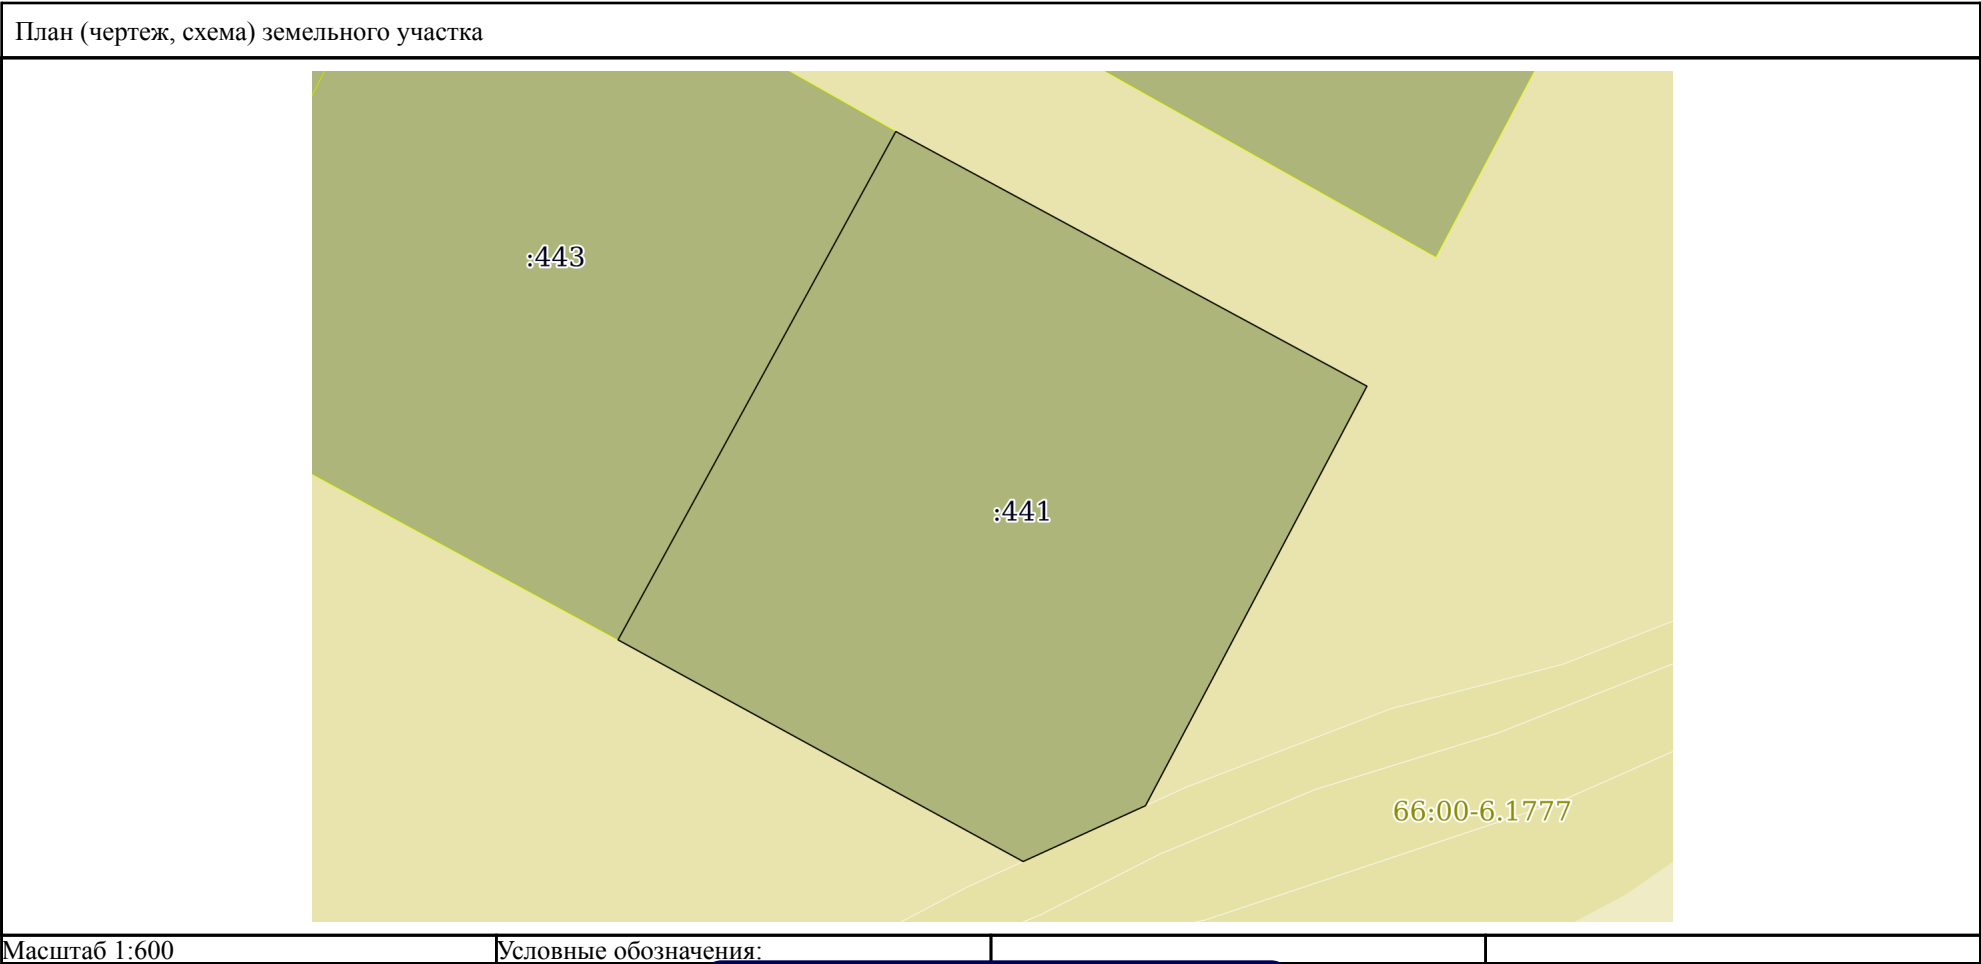 План (чертеж, схема) земельного участка
:443
:441
66:00-6.1777
Масштаб 1:600
Условные обозначения: